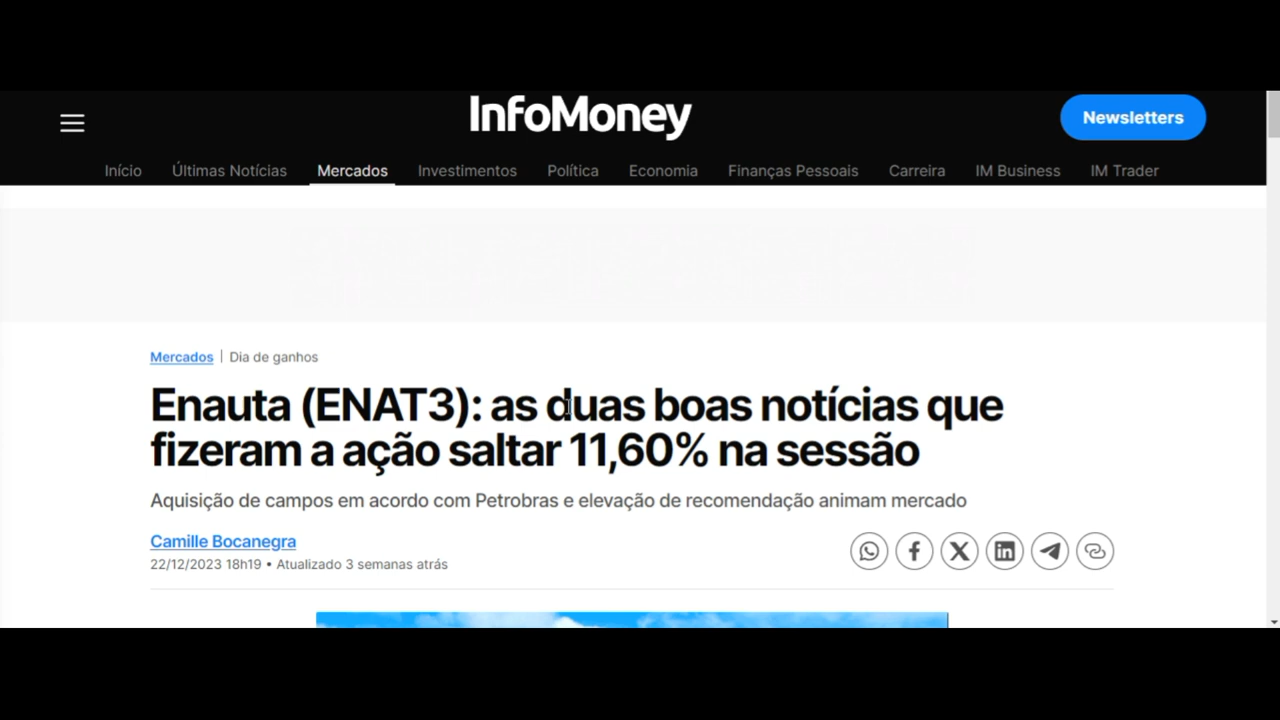 InfoMoney
Newsletters
Início Últimas Notícias Mercados Investimentos Política Economia Finanças Pessoais Carreira IM Business IM Trader
Mercados | Dia de ganhos
Enauta (ENAT3): as duas boas notícias que
fizeram a ação saltar 11,60% na sessão
Aquisição de campos em acordo com Petrobras e elevação de recomendação animam mercado
Camille Bocanegra
22/12/2023 18h19 • Atualizado 3 semanas atrás